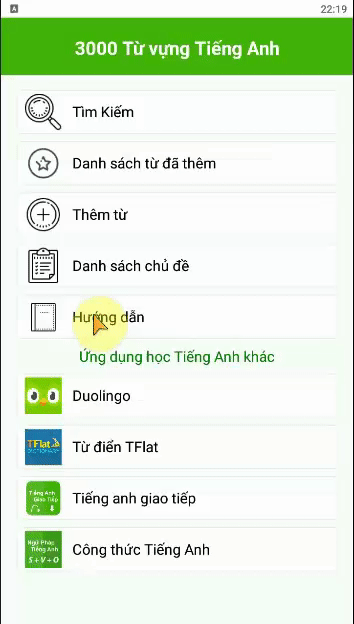 A
22:19
3000 Từ vựng Tiếng Anh
Tìm Kiếm
Danh sách từ đã thêm
Thêm từ
Danh sách chủ đề
Hướng dẫn
Ứng dụng học Tiếng Anh khác
Duolingo
TFlat
Từ điển TFlat
Tiếng Anh
Giao Tiếp
Tiếng anh giao tiếp
Ngữ Pháp
Tiếng Anh
S+V+O
Công thức Tiếng Anh